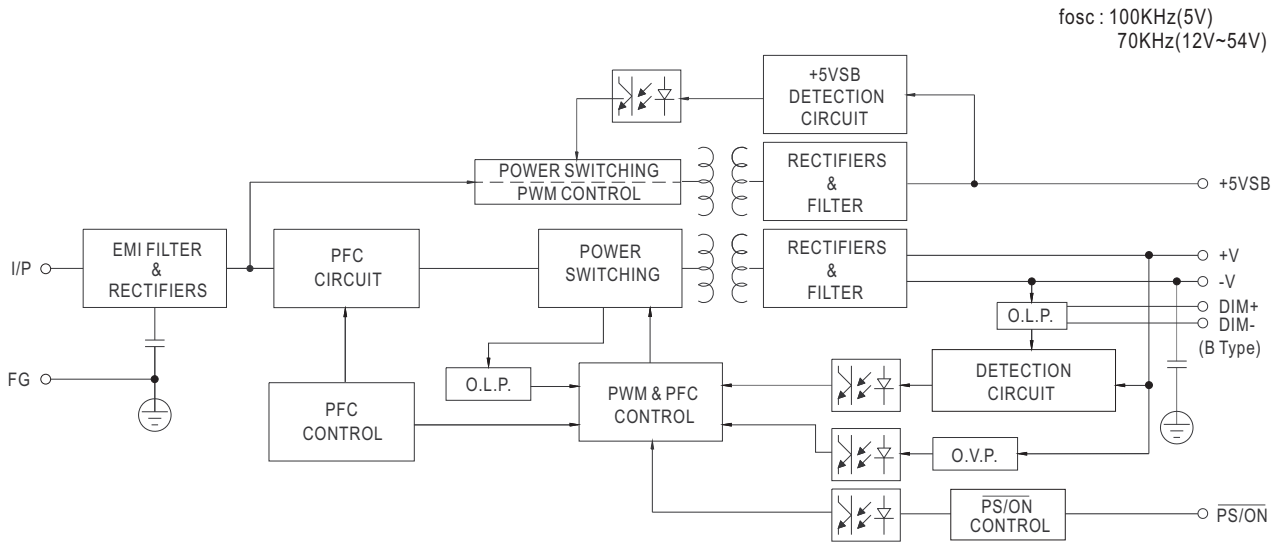 fosc : 100KHz(5V)
70KHz(12V~54V)
+5VSB
DETECTION
CIRCUIT
POWER SWITCHING
PWM CONTROL
RECTIFIERS
&
FILTER
+5VSB
I/P
EMI FILTER
&
RECTIFIERS
PFC
CIRCUIT
POWER
SWITCHING
RECTIFIERS
&
FILTER
+V
-V
O.L.P.
DIM+
DIM-
(B Type)
FG
PFC
CONTROL
O.L.P.
PWM & PFC
CONTROL
DETECTION
CIRCUIT
O.V.P.
PS/ON
CONTROL
PS/ON